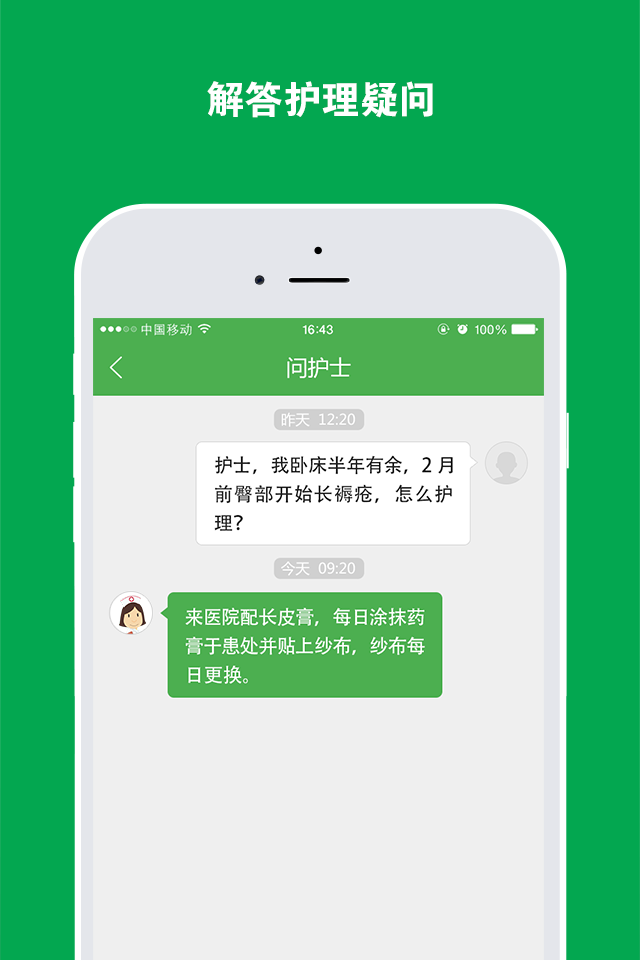 解答护理疑问
中国移动 16:43 100%
问护士
昨天 12:20
护士，我卧床半年有余，2 月
前臀部开始长褥疮，怎么护
理？
今天 09:20
来医院配长皮膏，每日涂抹药
膏于患处并贴上纱布，纱布每
日更换。